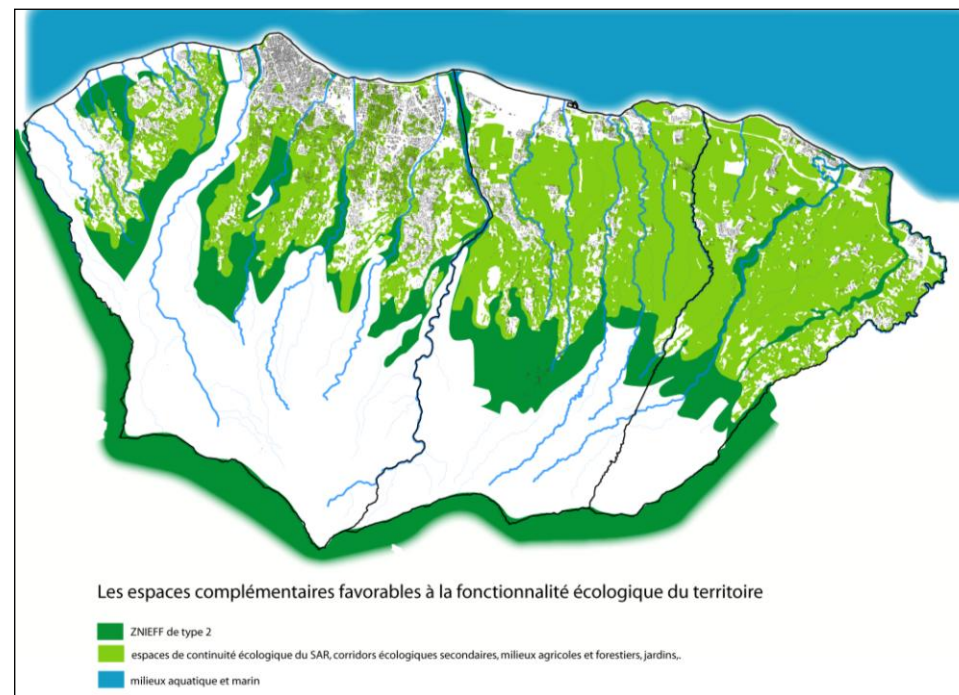 Les espaces complémentaires favorables à la fonctionnalité écologique du territoire
ZNIEFF de type 2
espaces de continuité écologique du SAR, corridors écologiques secondaires, milieux agricoles et forestiers, jardins,.
milieux aquatique et marin